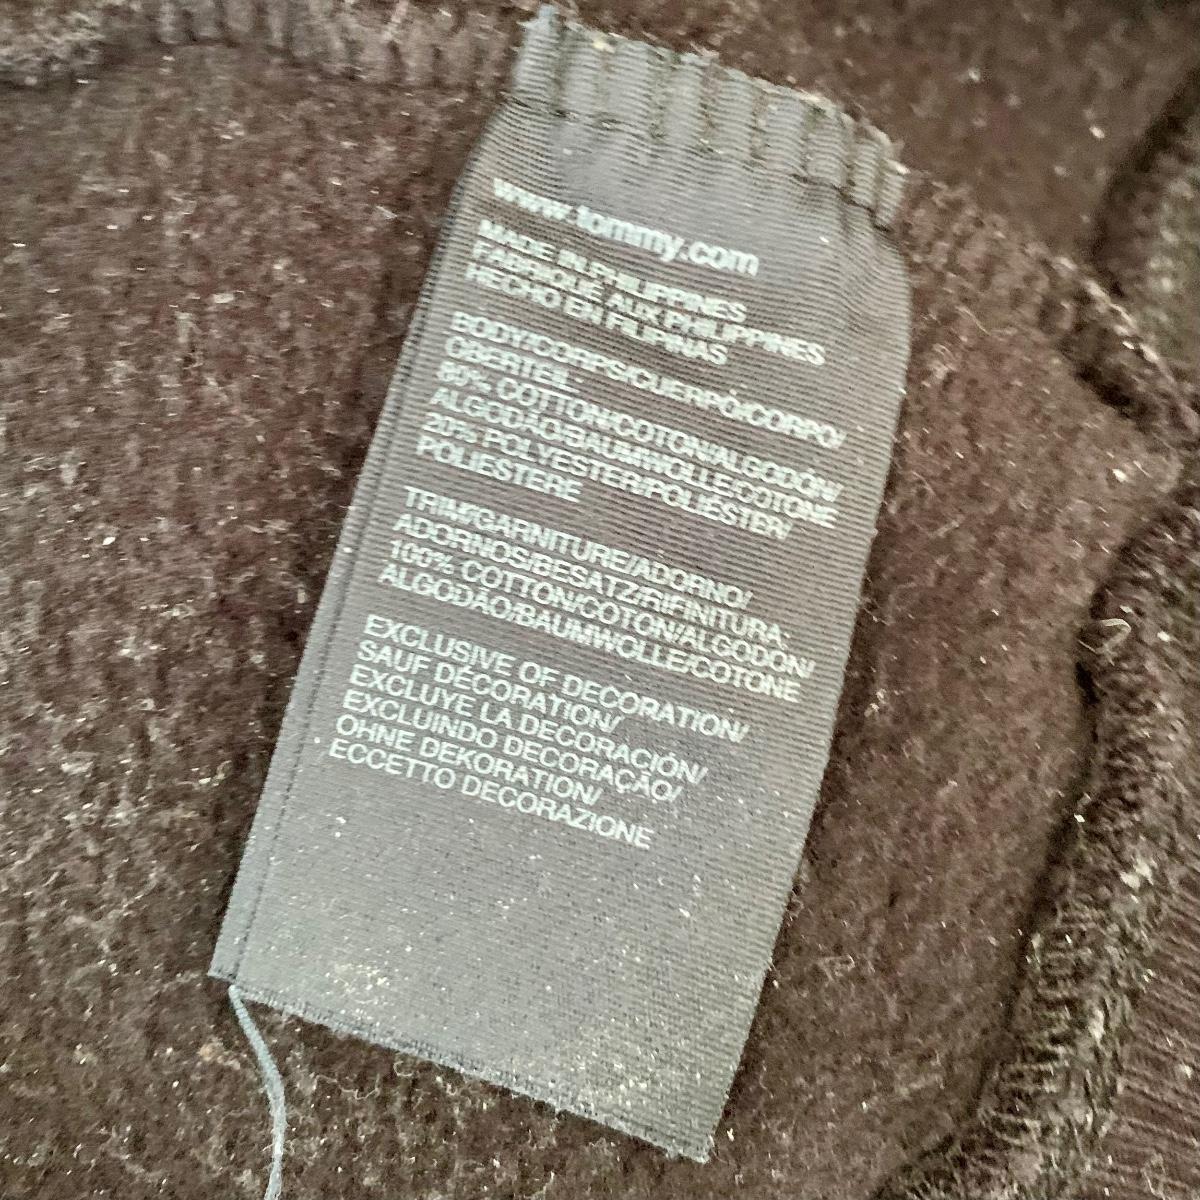 www.tommy.com
MADE IN PHILIPPINES
FABRIQUÉ AUX PHILIPPINES
HECHO EN FILIPINAS
BODY/CORPS/CUERPO/CORPO/
OBERTEIL:
80% COTTON/COTON/ALGODÓN/
ALGODÃO/BAUMWOLLE/COTONE
20% POLYESTER/POLIÉSTER/
POLIESTERE
TRIM/GARNITURE/ADORNO/
ADORNOS/BESATZ/RIFINITURA:
100% COTTON/COTON/ALGODÓN/
ALGODÃO/BAUMWOLLE/COTONE
EXCLUSIVE OF DECORATION/
SAUF DÉCORATION/
EXCLUYE LA DECORACIÓN/
EXCLUINDO DECORAÇÃO/
OHNE DEKORATION/
ECCETTO DECORAZIONE